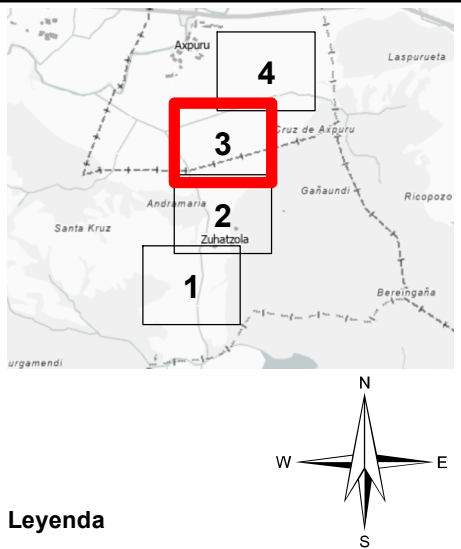 Axpuru
Laspurueta
4
3
Cruz de Axpuru
Gañaundi
Ricopozo
Andramaria
2
Santa Kruz
Zuhatzola
1
Bereingaña
urgamendi
N
W
E
S
Leyenda